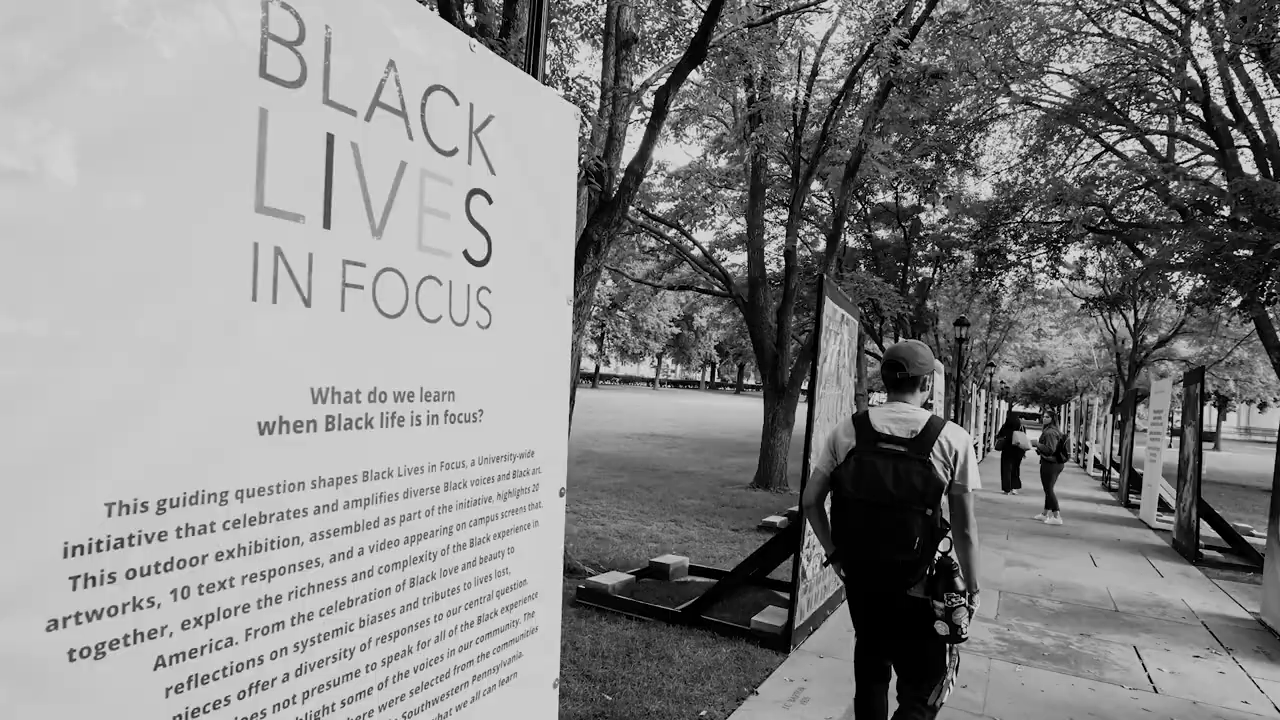 BLACK
LIVES
IN FOCUS
What do we learn
when Black life is in focus?
This guiding question shapes Black Lives in Focus, a University-wide
initiative that celebrates and amplifies diverse Black voices and Black art.
This outdoor exhibition, assembled as part of the initiative, highlights 20
artworks, 10 text responses, and a video appearing on campus screens that,
together, explore the richness and complexity of the Black experience in
America. From the celebration of Black love and beauty to
reflections on systemic biases and tributes to lives lost,
pieces offer a diversity of responses to our central question.
does not presume to speak for all of the Black experience
highlight some of the voices in our community. The
here were selected from the communities
Southwestern Pennsylvania.
what we all can learn